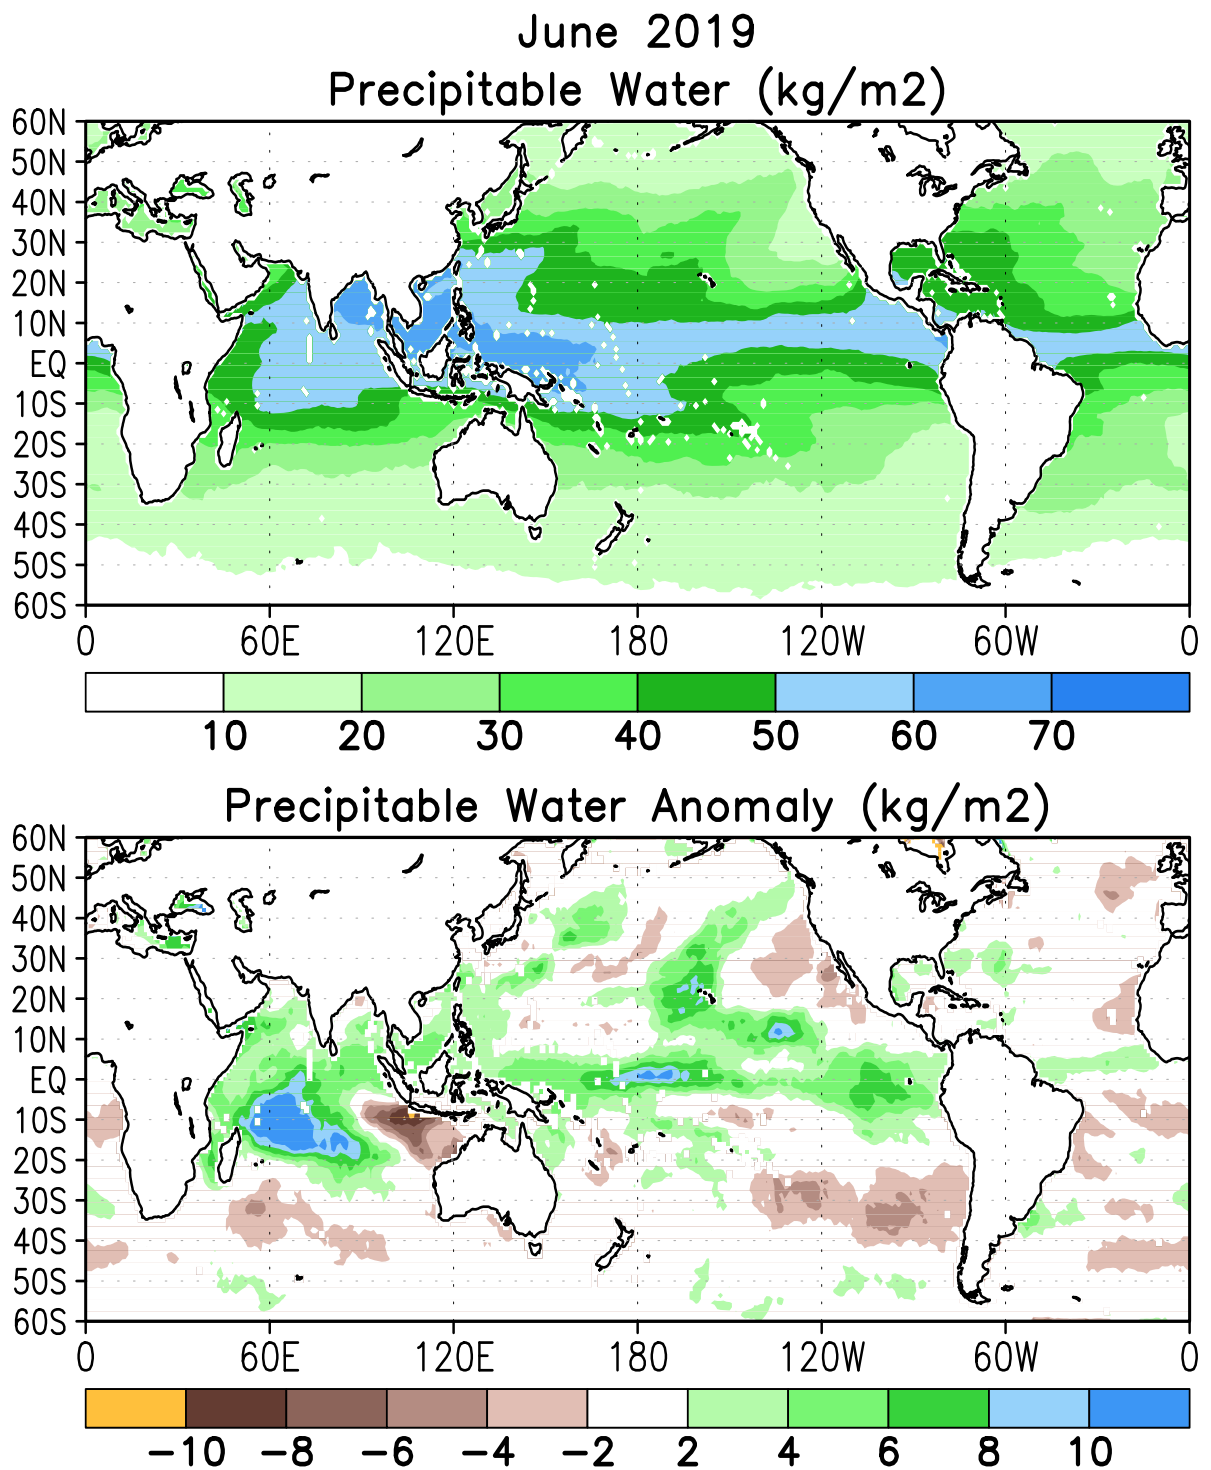 June 2019
Precipitable Water (kg/m2)
60N
50N
40N
30N
20N
10N
EQ
10S
20S
30S
40S
50S
60S
0 60E 120E 180 120W 60W 0
10 20 30 40 50 60 70
Precipitable Water Anomaly (kg/m2)
60N
50N
40N
30N
20N
10N
EQ
10S
20S
30S
40S
50S
60S
0 60E 120E 180 120W 60W 0
−10 −8 −6 −4 −2 2 4 6 8 10